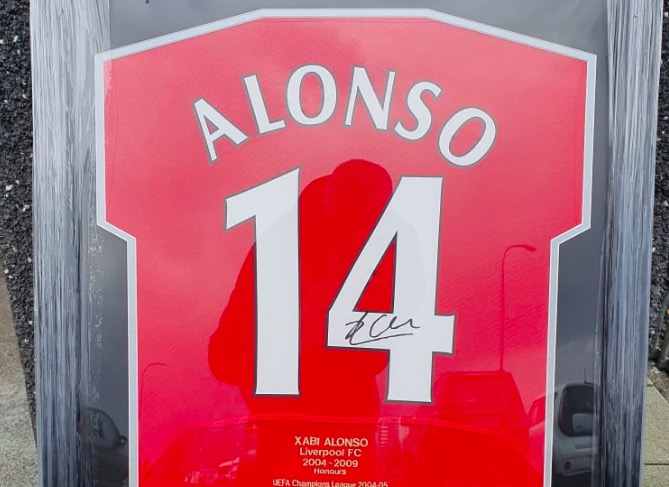 ALONSO
14
XABI ALONSO
Liverpool FC
2004 - 2009
Honours
UEFA Champions League 2004-05